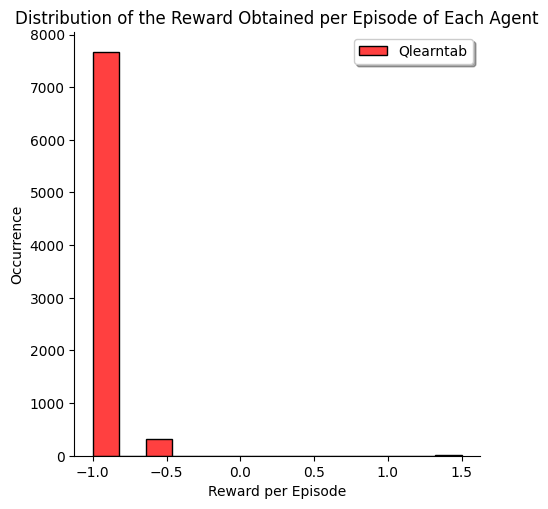 Distribution of the Reward Obtained per Episode of Each Agent
8000
7000
6000
5000
4000
3000
2000
1000
0
Occurrence
Qlearntab
−1.0 −0.5 0.0 0.5 1.0 1.5
Reward per Episode